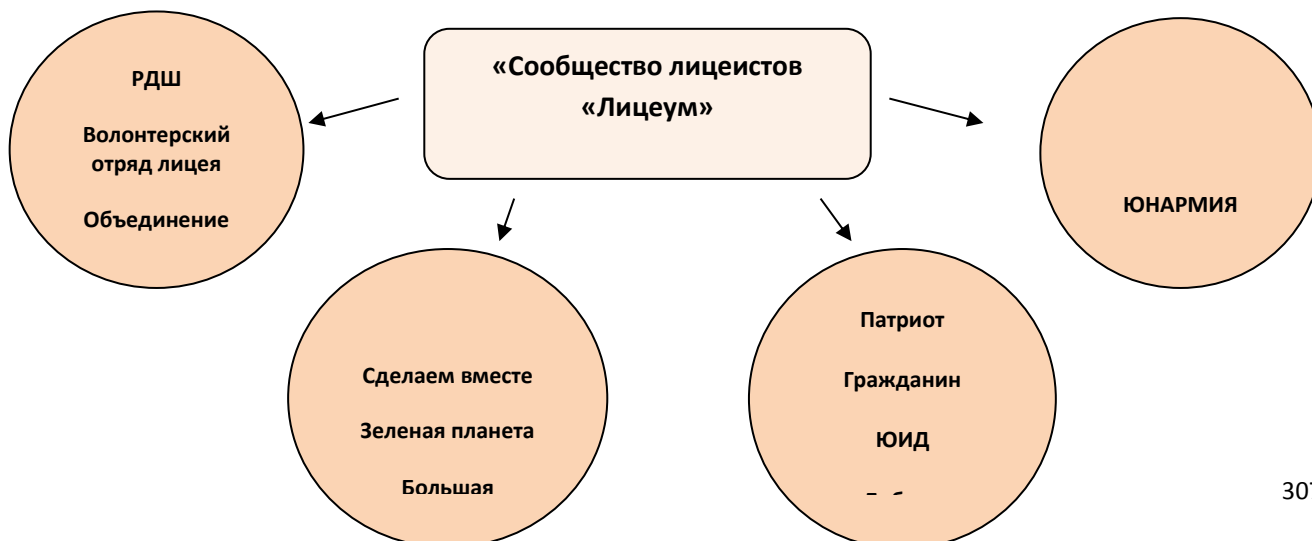 «Сообщество лицеистов
«Лицеум»
РДШ
Волонтерский
отряд лицея
Объединение
ЮНАРМИЯ
Сделаем вместе
Зеленая планета
Большая
Патриот
Гражданин
ЮИД